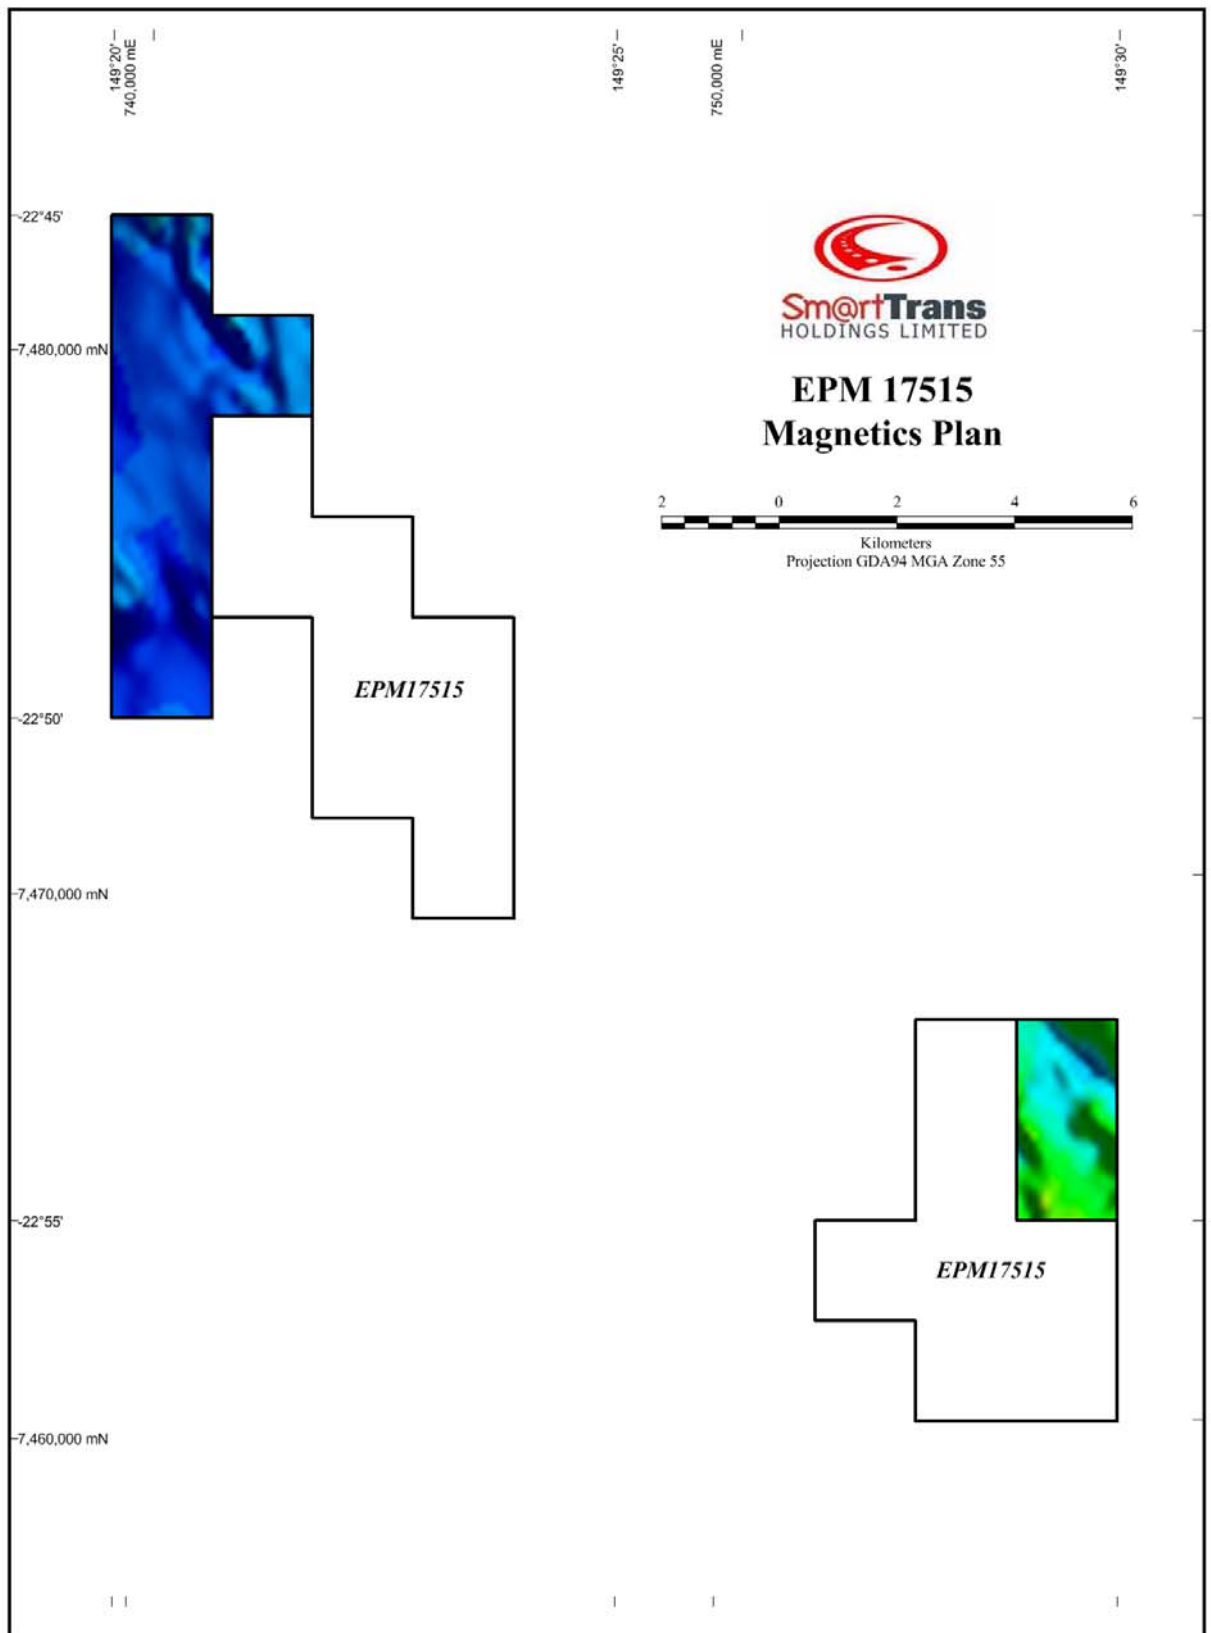 149°20'
740,000 mE
149°25'
750,000 mE
149°30'
-22°45'
7,480,000 mN
Sm@rtTrans
HOLDINGS LIMITED
EPM 17515
Magnetics Plan
2 0 2 4 6
Kilometers
Projection GDA94 MGA Zone 55
EPM17515
-22°50'
7,470,000 mN
-22°55'
EPM17515
7,460,000 mN